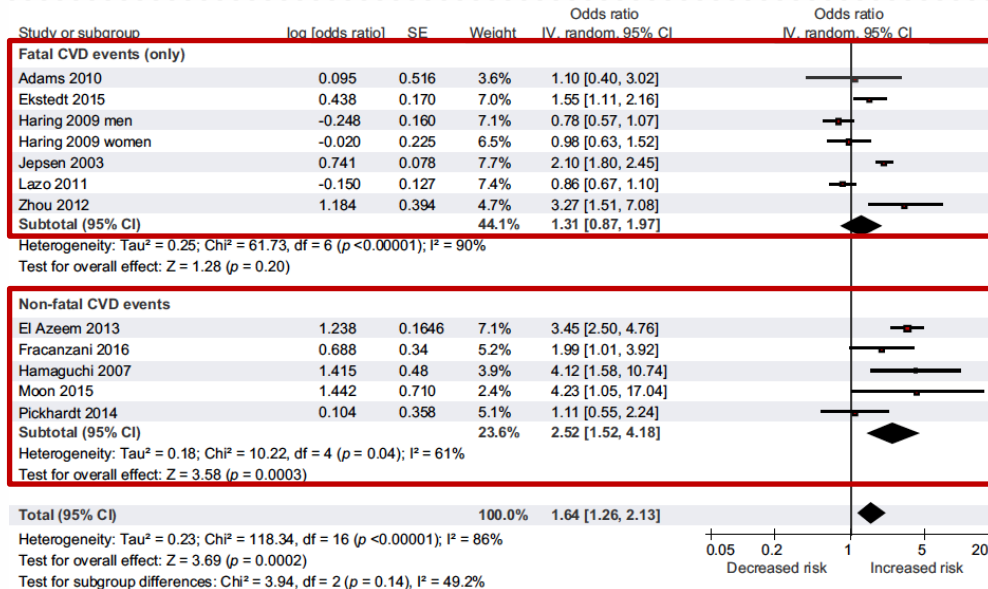 Odds ratio Odds ratio
Study or subgroup log [odds ratio] SE Weight IV, random, 95% CI IV, random, 95% CI
Fatal CVD events (only)
Adams 2010 0.095 0.516 3.6% 1.10 [0.40, 3.02]
Ekstedt 2015 0.438 0.170 7.0% 1.55 [1.11, 2.16]
Haring 2009 men -0.248 0.160 7.1% 0.78 [0.57, 1.07]
Haring 2009 women -0.020 0.225 6.5% 0.98 [0.63, 1.52]
Jepsen 2003 0.741 0.078 7.7% 2.10 [1.80, 2.45]
Lazo 2011 -0.150 0.127 7.4% 0.86 [0.67, 1.10]
Zhou 2012 1.184 0.394 4.7% 3.27 [1.51, 7.08]
Subtotal (95% CI) 44.1% 1.31 [0.87, 1.97]
Heterogeneity: Tau² = 0.25; Chi² = 61.73, df = 6 (p <0.00001); I² = 90%
Test for overall effect: Z = 1.28 (p = 0.20)
Non-fatal CVD events
El Azeem 2013 1.238 0.1646 7.1% 3.45 [2.50, 4.76]
Fracanzani 2016 0.688 0.34 5.2% 1.99 [1.01, 3.92]
Hamaguchi 2007 1.415 0.48 3.9% 4.12 [1.58, 10.74]
Moon 2015 1.442 0.710 2.4% 4.23 [1.05, 17.04]
Pickhardt 2014 0.104 0.358 5.1% 1.11 [0.55, 2.24]
Subtotal (95% CI) 23.6% 2.52 [1.52, 4.18]
Heterogeneity: Tau² = 0.18; Chi² = 10.22, df = 4 (p = 0.04); I² = 61%
Test for overall effect: Z = 3.58 (p = 0.0003)
Total (95% CI) 100.0% 1.64 [1.26, 2.13]
Heterogeneity: Tau² = 0.23; Chi² = 118.34, df = 16 (p <0.00001); I² = 86%
Test for overall effect: Z = 3.69 (p = 0.0002)
Test for subgroup differences: Chi² = 3.94, df = 2 (p = 0.14), I² = 49.2%
0.05 0.2 1 5 20
Decreased risk Increased risk